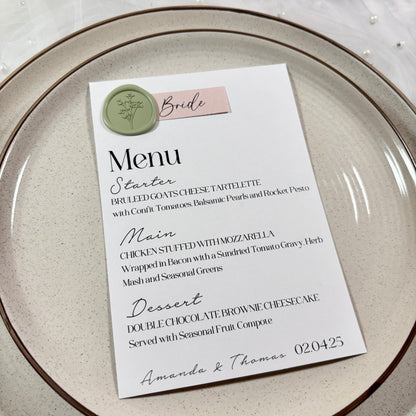 Bride
Menu
Starter
BRULEED GOATS CHEESE TARTELETTE
with Confit Tomatoes, Balsamic Pearls and Rocket Pesto
Main
CHICKEN STUFFED WITH MOZZARELLA
Wrapped in Bacon with a Sundried Tomato Gravy, Herb
Mash and Seasonal Greens
Dessert
DOUBLE CHOCOLATE BROWNIE CHEESECAKE
Served with Seasonal Fruit Compote
Amanda & Thomas 02.04.25